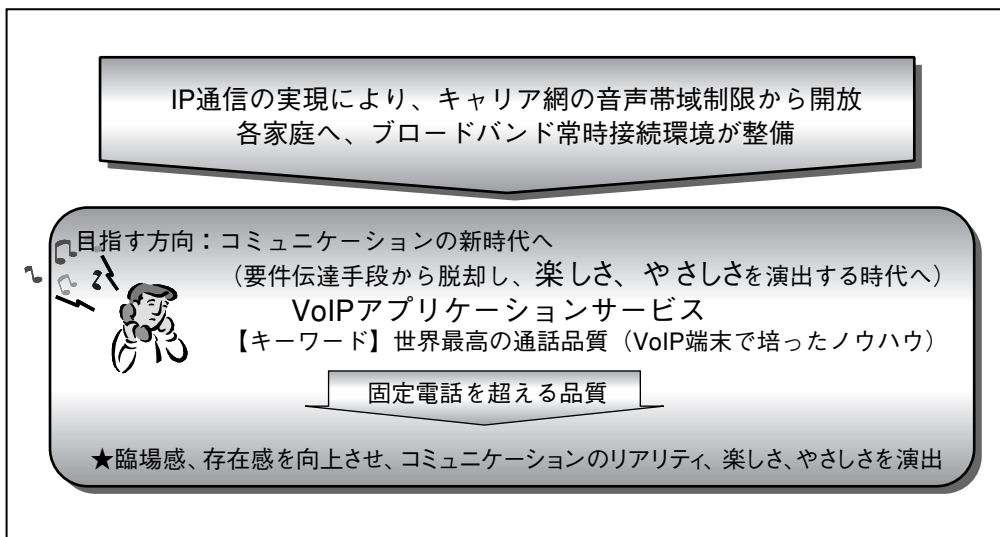 IP通信の実現により、キャリア網の音声帯域制限から開放
各家庭へ、ブロードバンド常時接続環境が整備
目指す方向：コミュニケーションの新時代へ
（要件伝達手段から脱却し、楽しさ、やさしさを演出する時代へ）
VoIPアプリケーションサービス
【キーワード】世界最高の通話品質（VoIP端末で培ったノウハウ）
固定電話を超える品質
★臨場感、存在感を向上させ、コミュニケーションのリアリティ、楽しさ、やさしさを演出